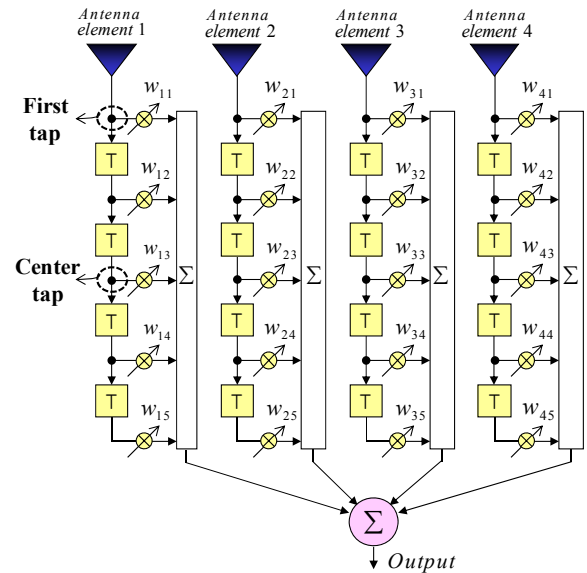 Antenna element 1
Antenna element 2
Antenna element 3
Antenna element 4
First tap
w₁₁ w₂₁ w₃₁ w₄₁
T T T T
w₁₂ w₂₂ w₃₂ w₄₂
T T T T
Center tap
w₁₃ w₂₃ w₃₃ w₄₃
Σ Σ Σ Σ
T T T T
w₁₄ w₂₄ w₃₄ w₄₄
T T T T
w₁₅ w₂₅ w₃₅ w₄₅
Σ
Output